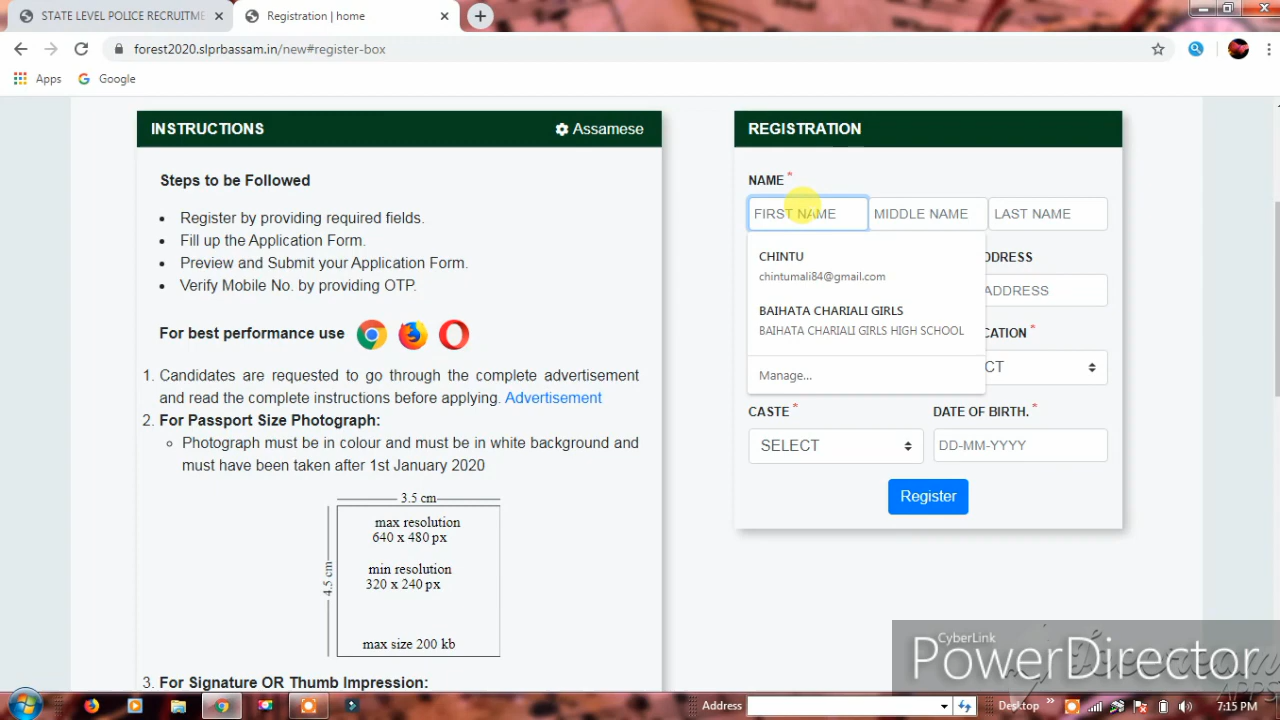 STATE LEVEL POLICE RECRUITME
Registration | home
forest2020.slprbassam.in/new#register-box
Apps
Google
INSTRUCTIONS
Assamese
Steps to be Followed
• Register by providing required fields.
• Fill up the Application Form.
• Preview and Submit your Application Form.
• Verify Mobile No. by providing OTP.
For best performance use
1. Candidates are requested to go through the complete advertisement
and read the complete instructions before applying. Advertisement
2. For Passport Size Photograph:
Photograph must be in colour and must be in white background and
must have been taken after 1st January 2020
3.5 cm
max resolution
640 x 480 px
min resolution
320 x 240 px
4.5 cm
max size 200 kb
3. For Signature OR Thumb Impression:
REGISTRATION
NAME *
FIRST NAME
MIDDLE NAME
LAST NAME
CHINTU
chintumali84@gmail.com
BAIHATA CHARIALI GIRLS
BAIHATA CHARIALI GIRLS HIGH SCHOOL
Manage...
DDRESS
ADDRESS
CATION *
CT
CASTE *
DATE OF BIRTH. *
SELECT
DD-MM-YYYY
Register
CyberLink
PowerDirector
APPS
Address
Desktop
7:15 PM